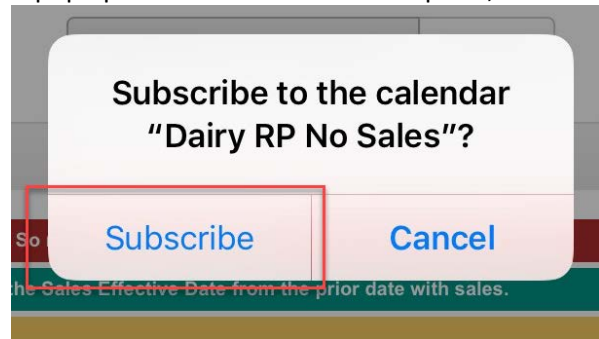 Subscribe to the calendar
“Dairy RP No Sales”?
Subscribe
Cancel
So
the Sales Effective Date from the prior date with sales.